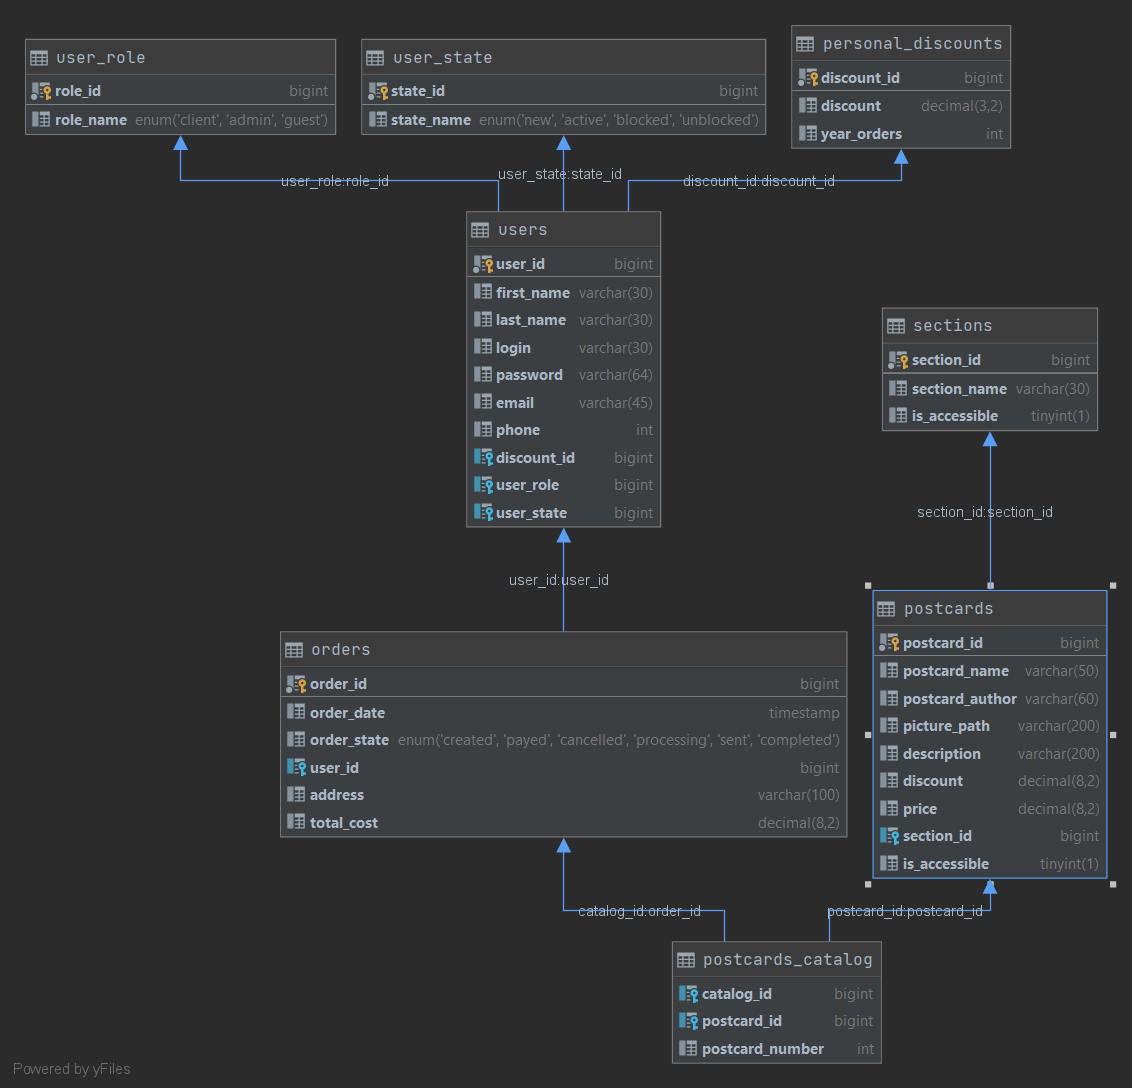 user_role
role_id bigint
role_name enum('client', 'admin', 'guest')
user_state
state_id bigint
state_name enum('new', 'active', 'blocked', 'unblocked')
personal_discounts
discount_id bigint
discount decimal(3,2)
year_orders int
user_role:role_id
user_state:state_id
discount_id:discount_id
users
user_id bigint
first_name varchar(30)
last_name varchar(30)
login varchar(30)
password varchar(64)
email varchar(45)
phone int
discount_id bigint
user_role bigint
user_state bigint
sections
section_id bigint
section_name varchar(30)
is_accessible tinyint(1)
section_id:section_id
user_id:user_id
orders
order_id bigint
order_date timestamp
order_state enum('created', 'payed', 'cancelled', 'processing', 'sent', 'completed')
user_id bigint
address varchar(100)
total_cost decimal(8,2)
postcards
postcard_id bigint
postcard_name varchar(50)
postcard_author varchar(60)
picture_path varchar(200)
description varchar(200)
discount decimal(8,2)
price decimal(8,2)
section_id bigint
is_accessible tinyint(1)
catalog_id:order_id
postcard_id:postcard_id
postcards_catalog
catalog_id bigint
postcard_id bigint
postcard_number int
Powered by yFiles